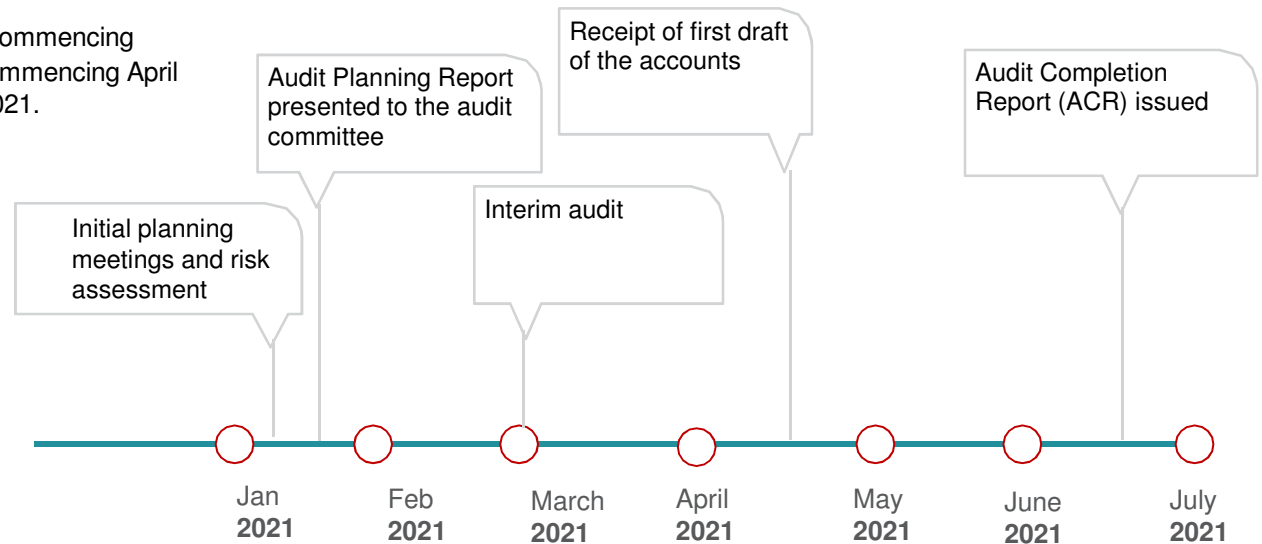 ommencing
mmencing April
021.
Audit Planning Report
presented to the audit
committee
Receipt of first draft
of the accounts
Audit Completion
Report (ACR) issued
Initial planning
meetings and risk
assessment
Interim audit
Jan
2021
Feb
2021
March
2021
April
2021
May
2021
June
2021
July
2021